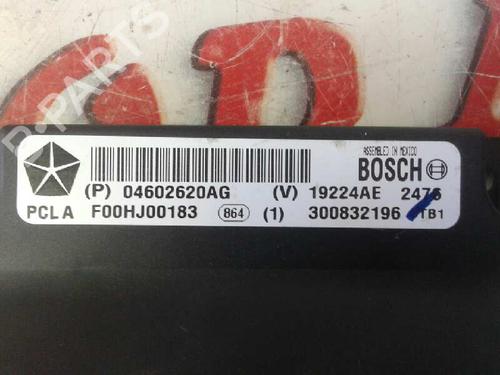 B-PARTS
ASSEMBLED IN MEXICO
BOSCH
(P) 04602620AG (V) 19224AE 2476
PCLA F00HJ00183 864 (1) 300832196 TB1